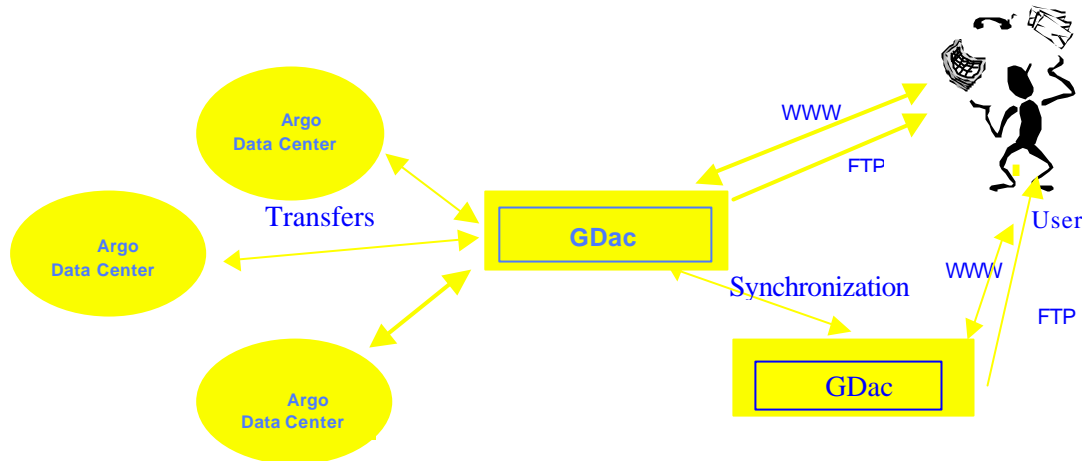 Argo
Data Center
WWW
FTP
Transfers
GDac
User
Argo
Data Center
WWW
Synchronization
FTP
GDac
Argo
Data Center